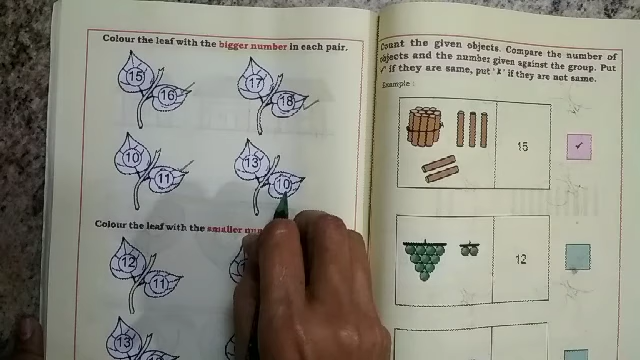 Colour the leaf with the bigger number in each pair.
15
16
17
18
10
11
13
10
Colour the leaf with the smaller
12
11
13
Count the given objects. Compare the number of
objects and the number given against the group. Put
'✓' if they are same, put '✗' if they are not same.
Example :
15
✓
12